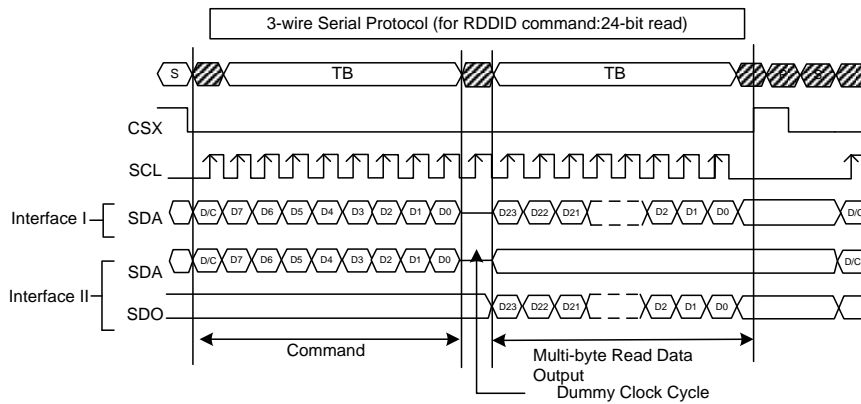 3-wire Serial Protocol (for RDDID command:24-bit read)
S TB TB P S
CSX
SCL
Interface I SDA D/C D7 D6 D5 D4 D3 D2 D1 D0 D23 D22 D21 D2 D1 D0 D/C
SDA D/C D7 D6 D5 D4 D3 D2 D1 D0 D/C
Interface II
SDO D23 D22 D21 D2 D1 D0
Command
Multi-byte Read Data
Output
Dummy Clock Cycle